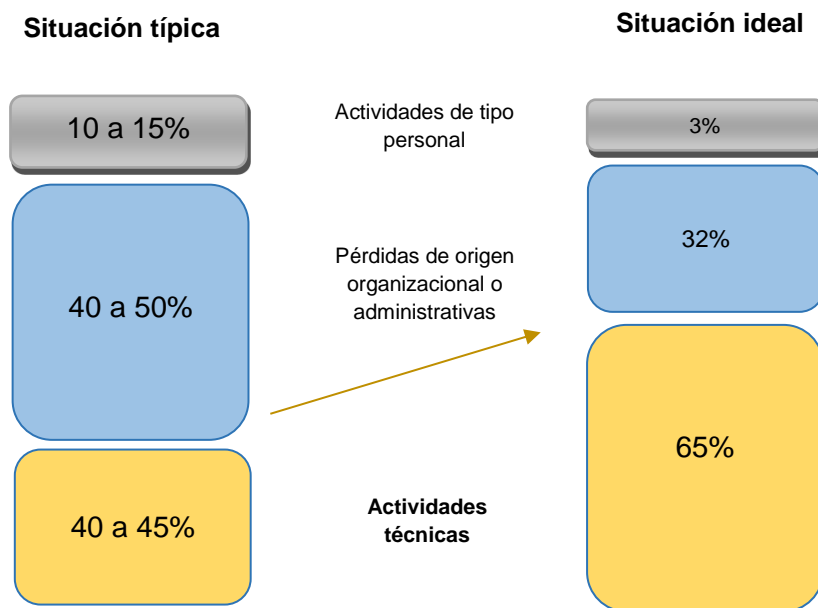 Situación típica
Situación ideal
10 a 15%
Actividades de tipo
personal
3%
40 a 50%
Pérdidas de origen
organizacional o
administrativas
32%
40 a 45%
Actividades
técnicas
65%